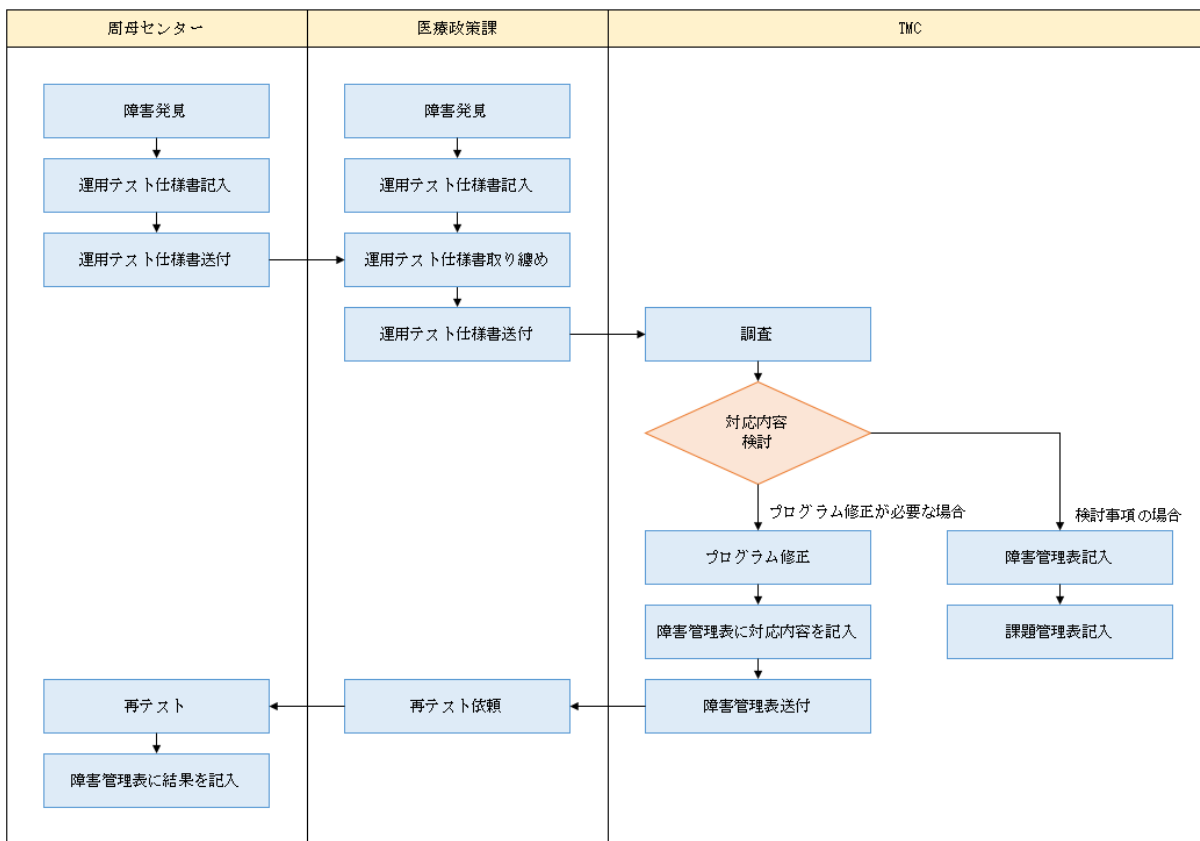 周母センター
医療政策課
TMC
障害発見
障害発見
運用テスト仕様書記入
運用テスト仕様書記入
運用テスト仕様書送付
運用テスト仕様書取り纏め
運用テスト仕様書送付
調査
対応内容
検討
プログラム修正が必要な場合
検討事項の場合
プログラム修正
障害管理表記入
障害管理表に対応内容を記入
課題管理表記入
再テスト
再テスト依頼
障害管理表送付
障害管理表に結果を記入